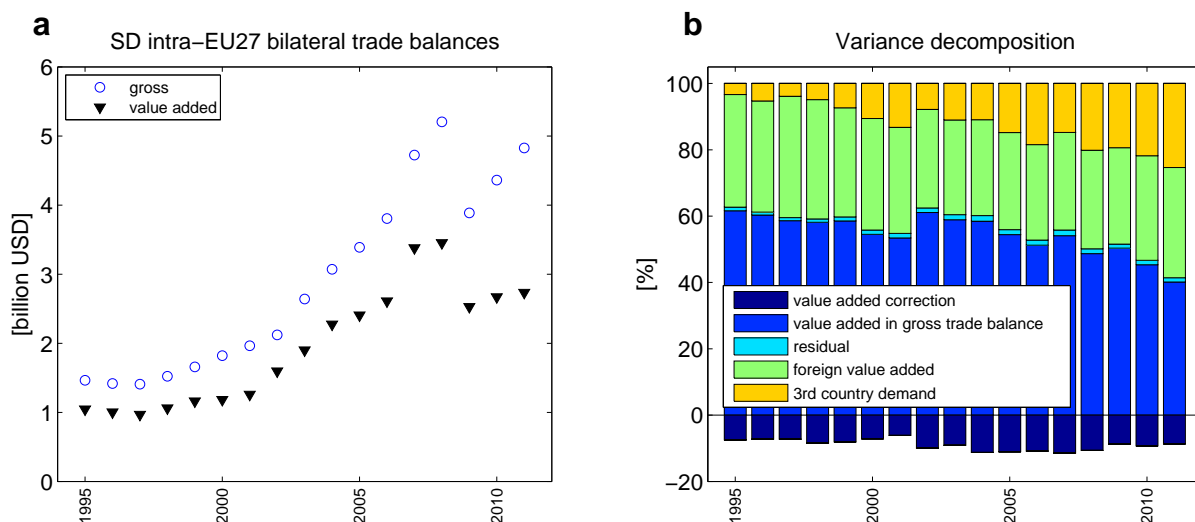 a
SD intra−EU27 bilateral trade balances
6
5
4
3
2
1
0
[billion USD]
gross
value added
1995
2000
2005
2010
b
Variance decomposition
100
80
60
40
20
0
−20
[%]
value added correction
value added in gross trade balance
residual
foreign value added
3rd country demand
1995
2000
2005
2010